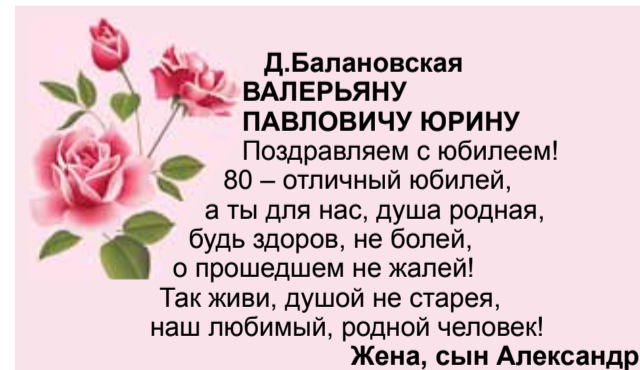 Д.Балановская
ВАЛЕРЬЯНУ
ПАВЛОВИЧУ ЮРИНУ
Поздравляем с юбилеем!
80 – отличный юбилей,
а ты для нас, душа родная,
будь здоров, не болей,
о прошедшем не жалей!
Так живи, душой не старея,
наш любимый, родной человек!
Жена, сын Александр